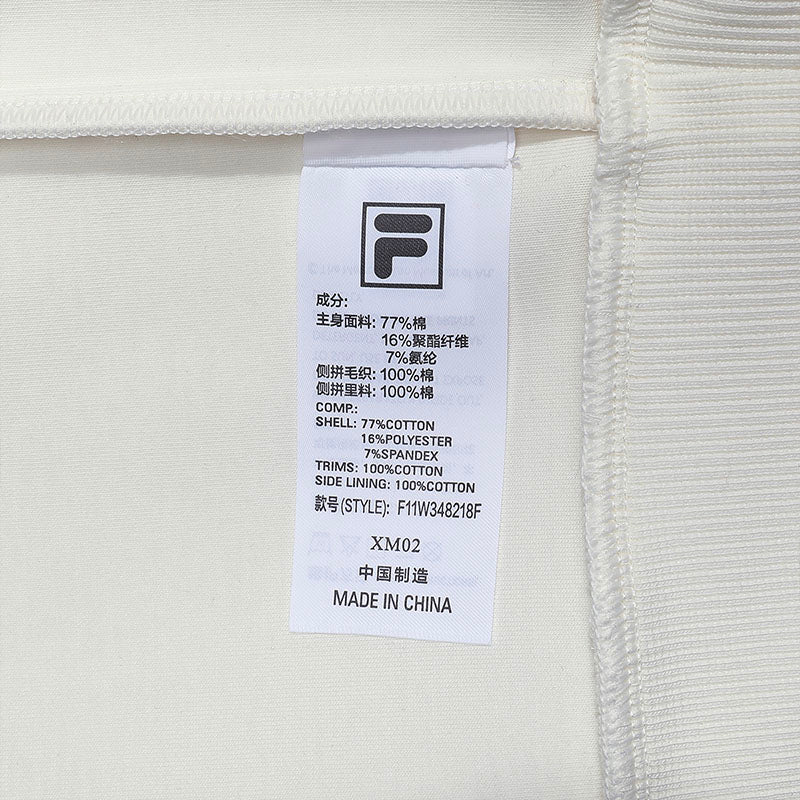 F
成分:
主身面料: 77%棉
16%聚酯纤维
7%氨纶
侧拼毛织: 100%棉
侧拼里料: 100%棉
COMP.:
SHELL: 77%COTTON
16%POLYESTER
7%SPANDEX
TRIMS: 100%COTTON
SIDE LINING: 100%COTTON
款号(STYLE): F11W348218F
XM02
中国制造
MADE IN CHINA